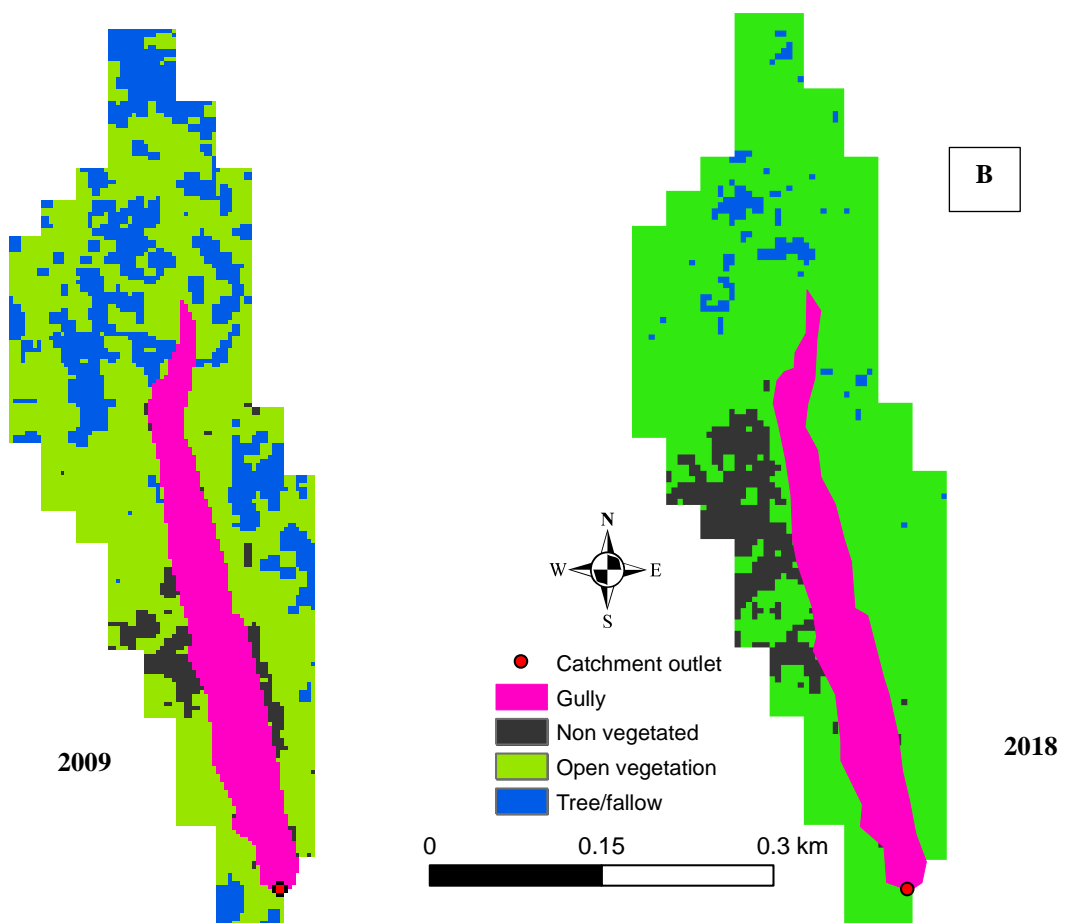 B
N
W E
S
Catchment outlet
Gully
Non vegetated
Open vegetation
Tree/fallow
2009
2018
0 0.15 0.3 km